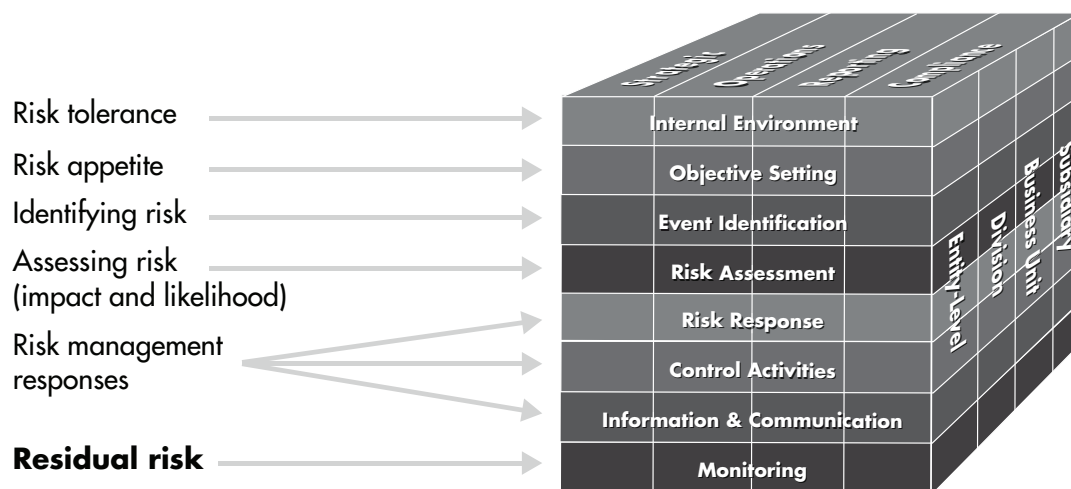 Strategic
Operations
Reporting
Compliance
Risk tolerance
Internal Environment
Risk appetite
Objective Setting
Identifying risk
Event Identification
Assessing risk
(impact and likelihood)
Risk Assessment
Risk management
responses
Risk Response
Control Activities
Information & Communication
Residual risk
Monitoring
Entity-Level
Division
Business Unit
Subsidiary